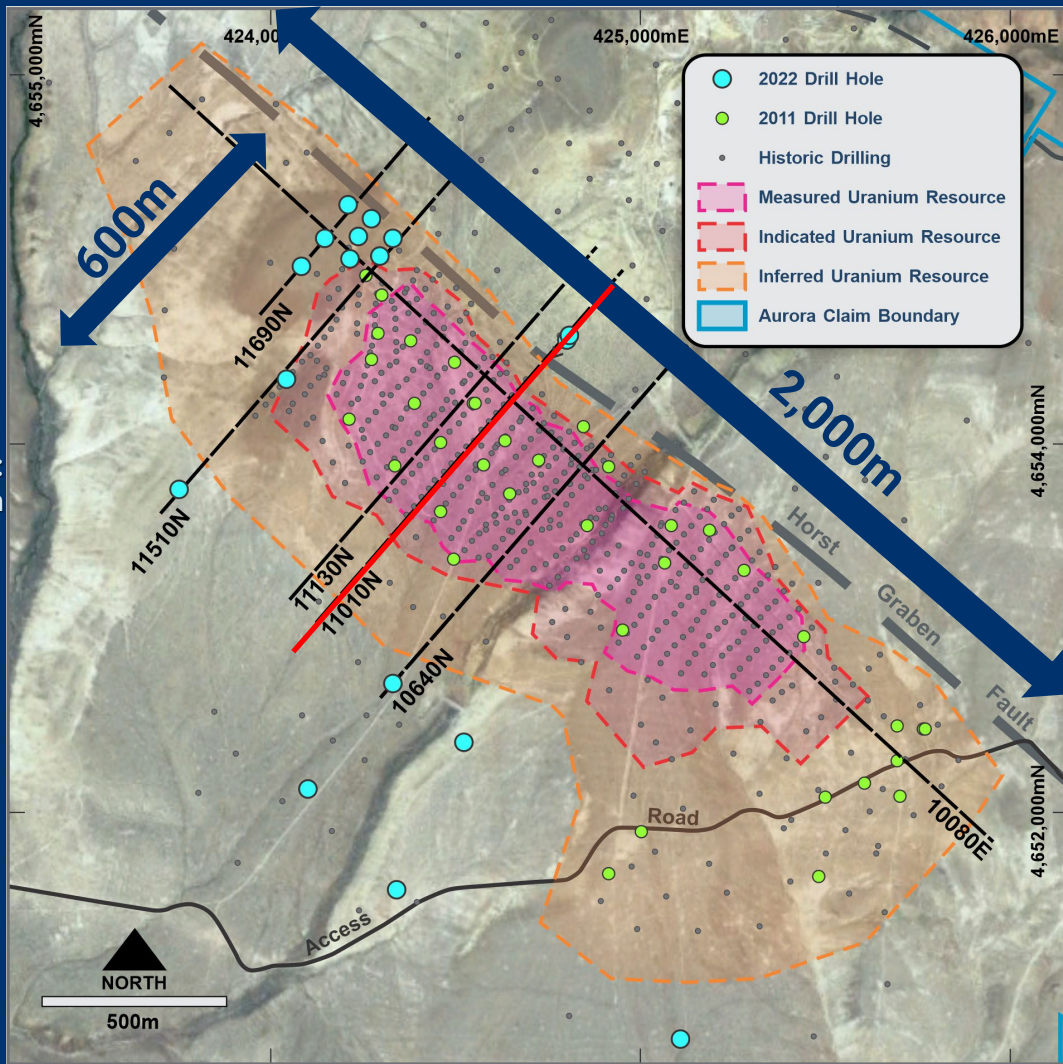 424,000mE
425,000mE
426,000mE
4,655,000mN
2022 Drill Hole
2011 Drill Hole
Historic Drilling
Measured Uranium Resource
Indicated Uranium Resource
Inferred Uranium Resource
Aurora Claim Boundary
600m
2,000m
11690N
11510N
11130N
11010N
10640N
10080E
4,654,000mN
Horst
Graben
Fault
4,652,000mN
Road
Access
NORTH
500m